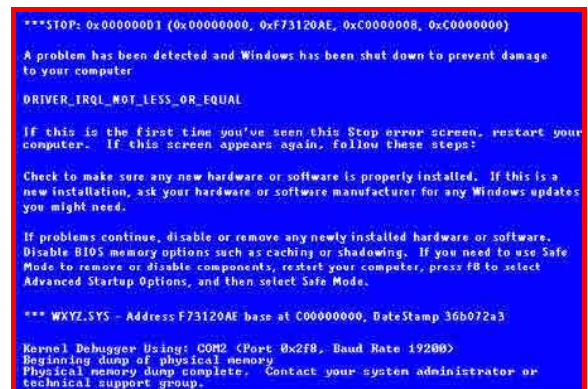 ***STOP: 0x000000D1 (0x00000000, 0xF73120AE, 0xC0000008, 0xC0000000)
A problem has been detected and Windows has been shut down to prevent damage
to your computer
DRIVER_IRQL_NOT_LESS_OR_EQUAL
If this is the first time you've seen this Stop error screen, restart your
computer. If this screen appears again, follow these steps:
Check to make sure any new hardware or software is properly installed. If this is a
new installation, ask your hardware or software manufacturer for any Windows updates
you might need.
If problems continue, disable or remove any newly installed hardware or software.
Disable BIOS memory options such as caching or shadowing. If you need to use Safe
Mode to remove or disable components, restart your computer, press f8 to select
Advanced Startup Options, and then select Safe Mode.
*** WXYZ.SYS - Address F73120AE base at C00000000, DateStamp 36b072a3
Kernel Debugger Using: COM2 (Port 0x2f8, Baud Rate 19200)
Beginning dump of physical memory
Physical memory dump complete. Contact your system administrator or
technical support group.